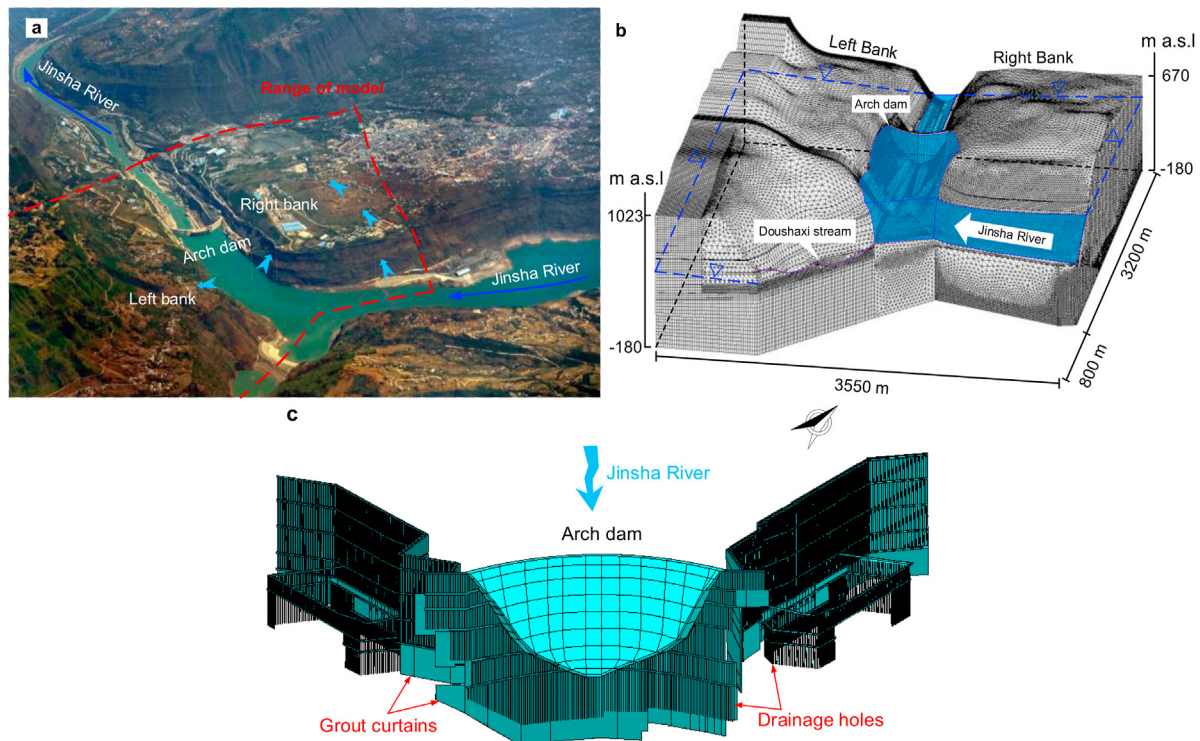 a
Jinsha River
Range of model
Right bank
Arch dam
Left bank
Jinsha River
b
Left Bank
Right Bank
m a.s.l
670
Arch dam
-180
m a.s.l
1023
Doushaxi stream
Jinsha River
3200 m
-180
800 m
3550 m
c
Jinsha River
Arch dam
Grout curtains
Drainage holes